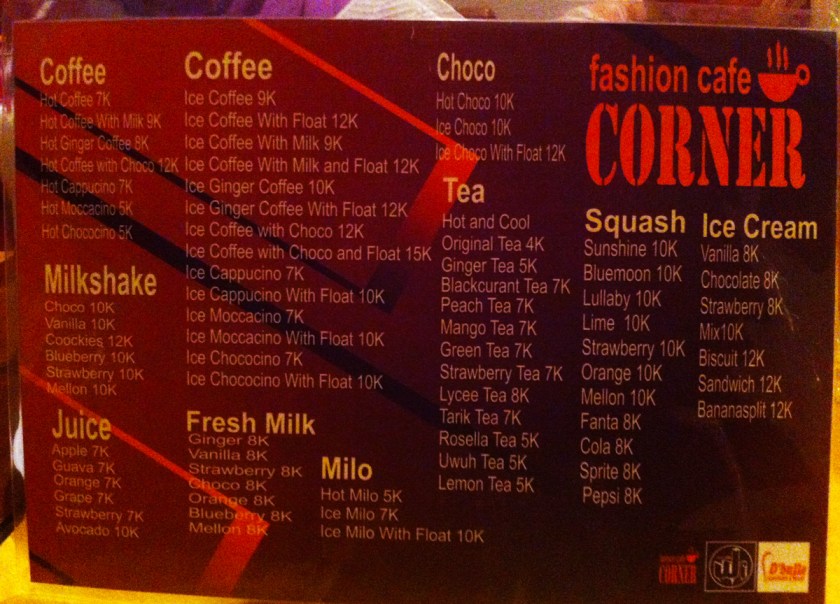 Coffee
Hot Coffee 7K
Hot Coffee With Milk 9K
Hot Ginger Coffee 8K
Hot Coffee with Choco 12K
Hot Cappucino 7K
Hot Moccacino 5K
Hot Chococino 5K
Milkshake
Choco 10K
Vanilla 10K
Coockies 12K
Blueberry 10K
Strawberry 10K
Mellon 10K
Juice
Apple 7K
Guava 7K
Orange 7K
Grape 7K
Strawberry 7K
Avocado 10K
Coffee
Ice Coffee 9K
Ice Coffee With Float 12K
Ice Coffee With Milk 9K
Ice Coffee With Milk and Float 12K
Ice Ginger Coffee 10K
Ice Ginger Coffee With Float 12K
Ice Coffee with Choco 12K
Ice Coffee with Choco and Float 15K
Ice Cappucino 7K
Ice Cappucino With Float 10K
Ice Moccacino 7K
Ice Moccacino With Float 10K
Ice Chococino 7K
Ice Chococino With Float 10K
Fresh Milk
Ginger 8K
Vanilla 8K
Strawberry 8K
Choco 8K
Orange 8K
Blueberry 8K
Mellon 8K
Milo
Hot Milo 5K
Ice Milo 7K
Ice Milo With Float 10K
Choco
Hot Choco 10K
Ice Choco 10K
Ice Choco With Float 12K
Tea
Hot and Cool
Original Tea 4K
Ginger Tea 5K
Blackcurant Tea 7K
Peach Tea 7K
Mango Tea 7K
Green Tea 7K
Strawberry Tea 7K
Lycee Tea 8K
Tarik Tea 7K
Rosella Tea 5K
Uwuh Tea 5K
Lemon Tea 5K
fashion cafe
CORNER
Squash
Sunshine 10K
Bluemoon 10K
Lullaby 10K
Lime 10K
Strawberry 10K
Orange 10K
Mellon 10K
Fanta 8K
Cola 8K
Sprite 8K
Pepsi 8K
Ice Cream
Vanilla 8K
Chocolate 8K
Strawberry 8K
Mix10K
Biscuit 12K
Sandwich 12K
Bananasplit 12K
CORNER